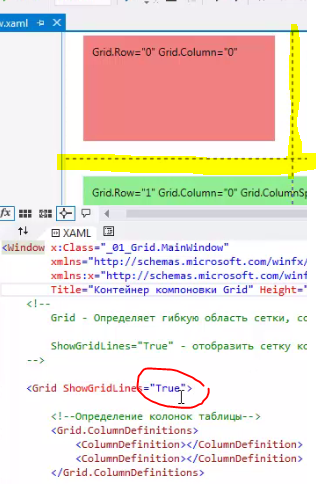 w.xaml
Grid.Row="0" Grid.Column="0"
Grid.Row="1" Grid.Column="0" Grid.ColumnSp
fx
XAML
<Window x:Class="_01_Grid.MainWindow"
xmlns="http://schemas.microsoft.com/winfx/
xmlns:x="http://schemas.microsoft.com/winf
Title="Контейнер компоновки Grid" Height="
<!--
Grid - Определяет гибкую область сетки, со
ShowGridLines="True" - отобразить сетку ко
-->
<Grid ShowGridLines="True">
<!--Определение колонок таблицы-->
<Grid.ColumnDefinitions>
<ColumnDefinition></ColumnDefinition>
<ColumnDefinition></ColumnDefinition>
</Grid.ColumnDefinitions>